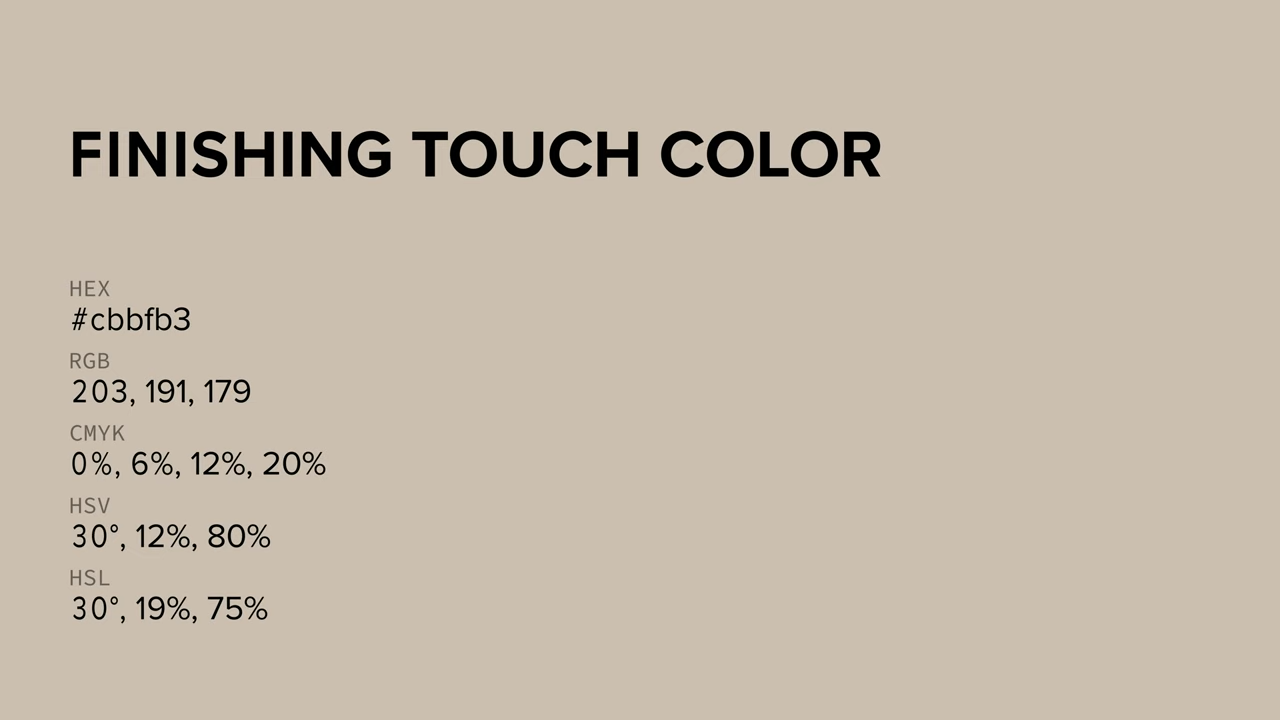 FINISHING TOUCH COLOR
HEX
#cbbfb3
RGB
203, 191, 179
CMYK
0%, 6%, 12%, 20%
HSV
30°, 12%, 80%
HSL
30°, 19%, 75%